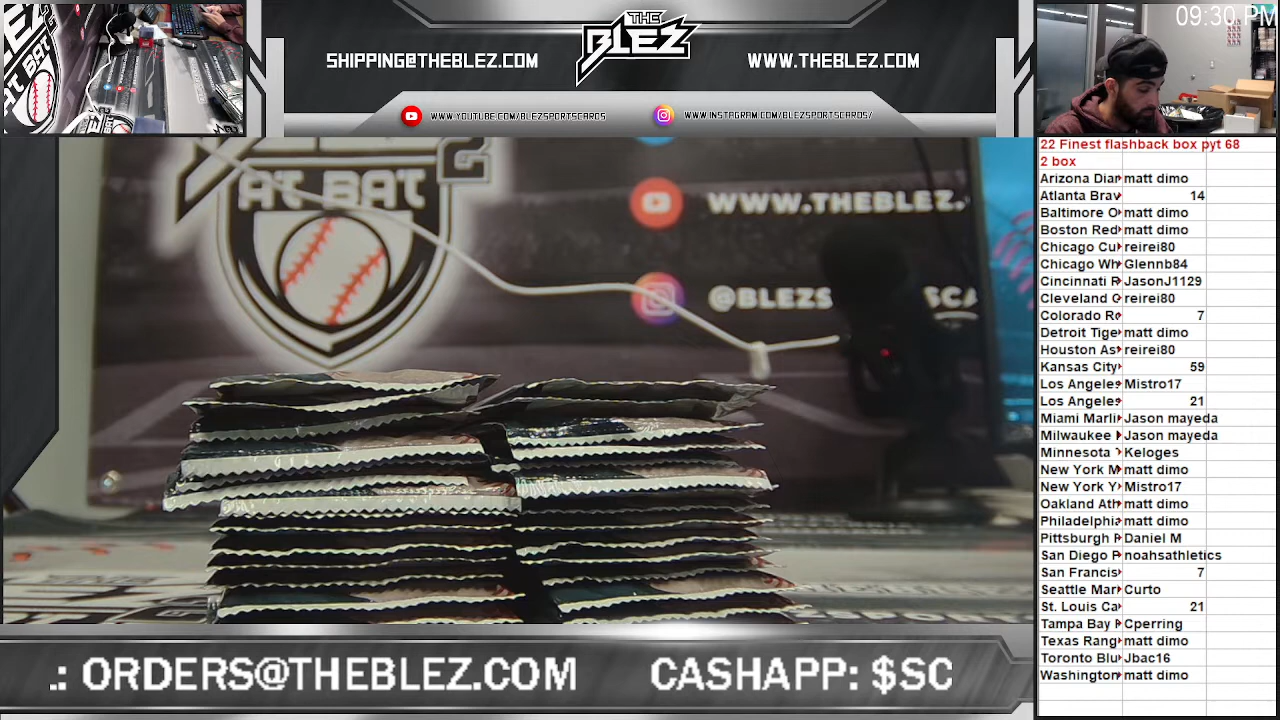 THE
BLEZ
SHIPPING@THEBLEZ.COM
WWW.THEBLEZ.COM
WWW.YOUTUBE.COM/BLEZSPORTSCARDS
WWW.INSTAGRAM.COM/BLEZSPORTSCARDS/
09:30 PM
AT BAT
WWW.THEBLEZ.
@BLEZS
22 Finest flashback box pyt 68
2 box
Arizona Diar matt dimo
Atlanta Brav 14
Baltimore O matt dimo
Boston Red matt dimo
Chicago Cu reirei80
Chicago Wh Glennb84
Cincinnati R JasonJ1129
Cleveland G reirei80
Colorado Ro 7
Detroit Tige matt dimo
Houston As reirei80
Kansas City 59
Los Angeles Mistro17
Los Angeles 21
Miami Marli Jason mayeda
Milwaukee Jason mayeda
Minnesota Keloges
New York M matt dimo
New York Y Mistro17
Oakland Ath matt dimo
Philadelphia matt dimo
Pittsburgh P Daniel M
San Diego P noahsathletics
San Francis 7
Seattle Mar Curto
St. Louis Ca 21
Tampa Bay Cperring
Texas Rang matt dimo
Toronto Blu Jbac16
Washington matt dimo
.: ORDERS@THEBLEZ.COM CASHAPP: $SC